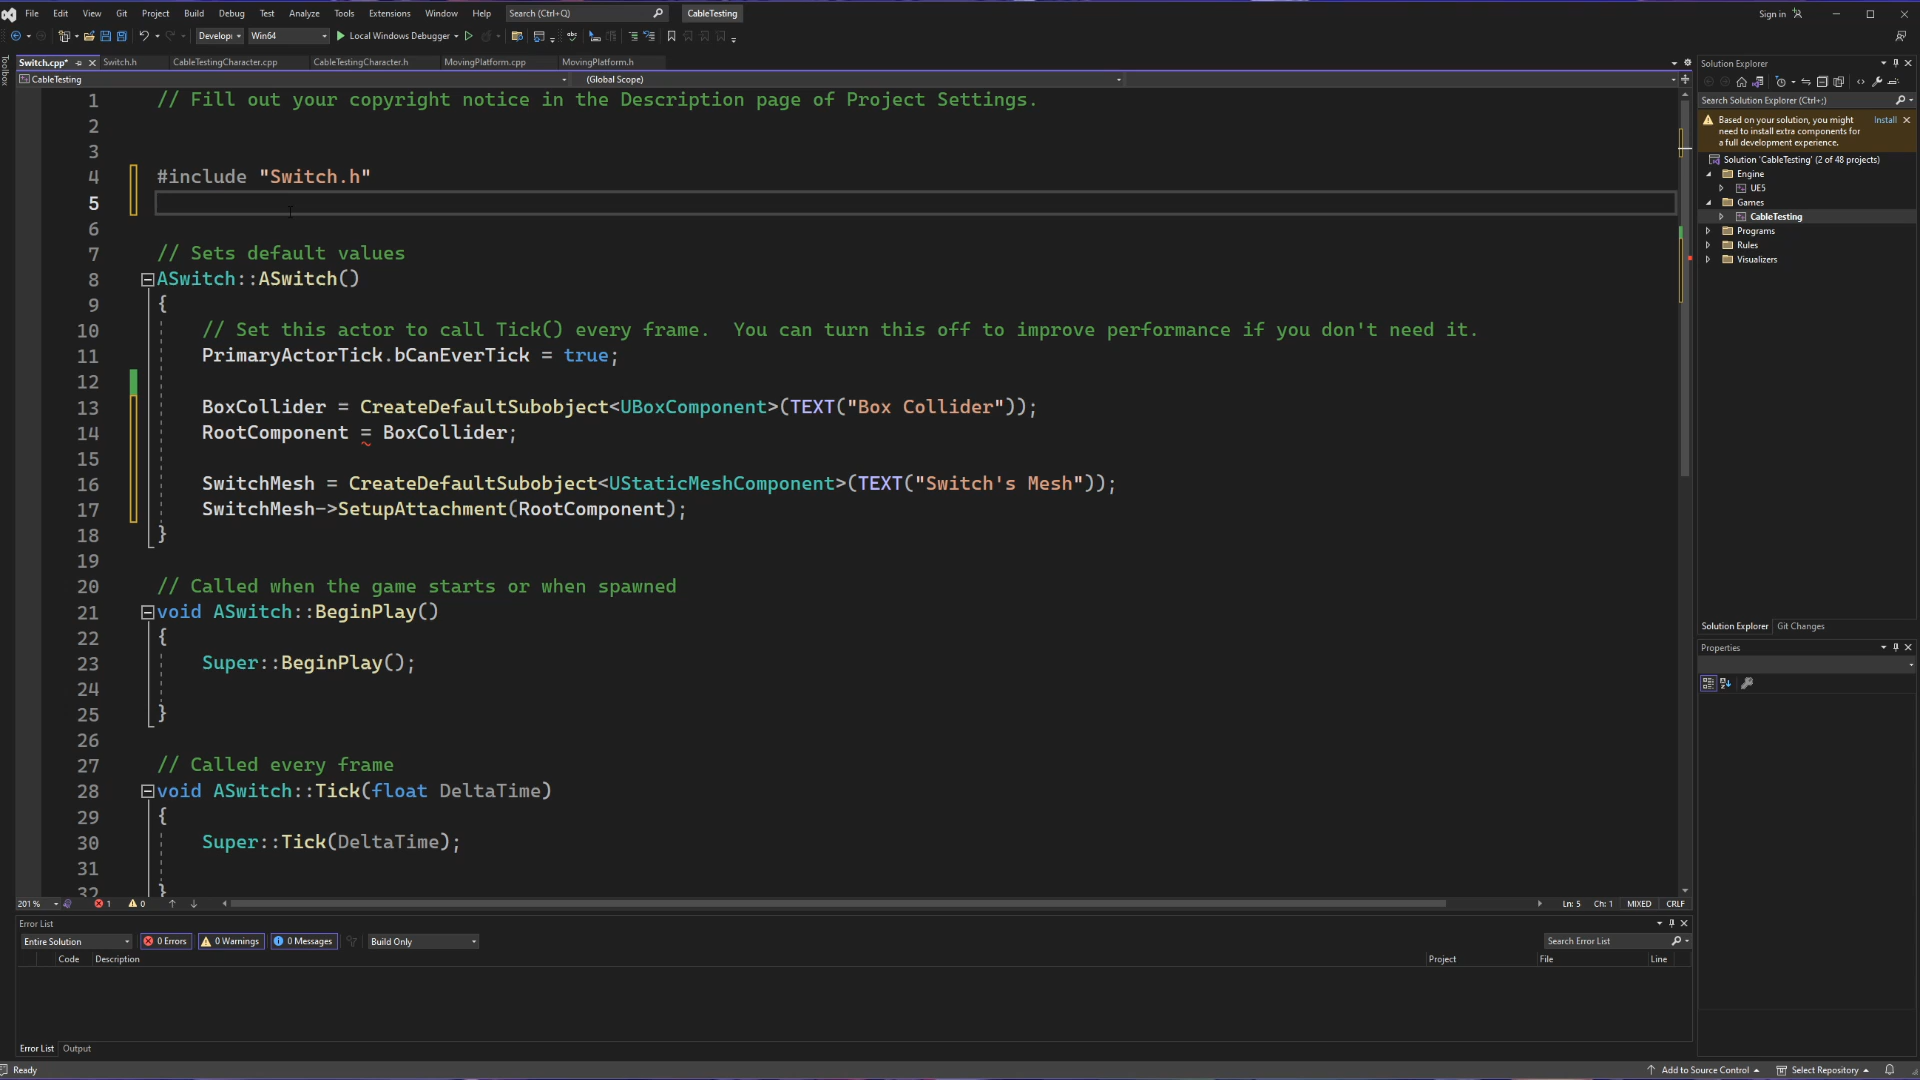 File Edit View Git Project Build Debug Test Analyze Tools Extensions Window Help Search (Ctrl+Q) CableTesting Sign in
Develop Win64 Local Windows Debugger
Switch.cpp* Switch.h CableTestingCharacter.cpp CableTestingCharacter.h MovingPlatform.cpp MovingPlatform.h
CableTesting (Global Scope)
1 // Fill out your copyright notice in the Description page of Project Settings.
2
3
4 #include "Switch.h"
5
6
7 // Sets default values
8 ASwitch::ASwitch()
9 {
10 // Set this actor to call Tick() every frame.  You can turn this off to improve performance if you don't need it.
11 PrimaryActorTick.bCanEverTick = true;
12
13 BoxCollider = CreateDefaultSubobject<UBoxComponent>(TEXT("Box Collider"));
14 RootComponent = BoxCollider;
15
16 SwitchMesh = CreateDefaultSubobject<UStaticMeshComponent>(TEXT("Switch's Mesh"));
17 SwitchMesh->SetupAttachment(RootComponent);
18 }
19
20 // Called when the game starts or when spawned
21 void ASwitch::BeginPlay()
22 {
23 Super::BeginPlay();
24
25 }
26
27 // Called every frame
28 void ASwitch::Tick(float DeltaTime)
29 {
30 Super::Tick(DeltaTime);
31
32 }
201 % 1 0 Ln: 5 Ch: 1 MIXED CRLF
Error List
Entire Solution 0 Errors 0 Warnings 0 Messages Build Only Search Error List
Code Description Project File Line
Error List Output
Ready Add to Source Control Select Repository
Toolbox
Solution Explorer
Search Solution Explorer (Ctrl+;)
Based on your solution, you might Install
need to install extra components for
a full development experience.
Solution 'CableTesting' (2 of 48 projects)
Engine
UE5
Games
CableTesting
Programs
Rules
Visualizers
Solution Explorer Git Changes
Properties